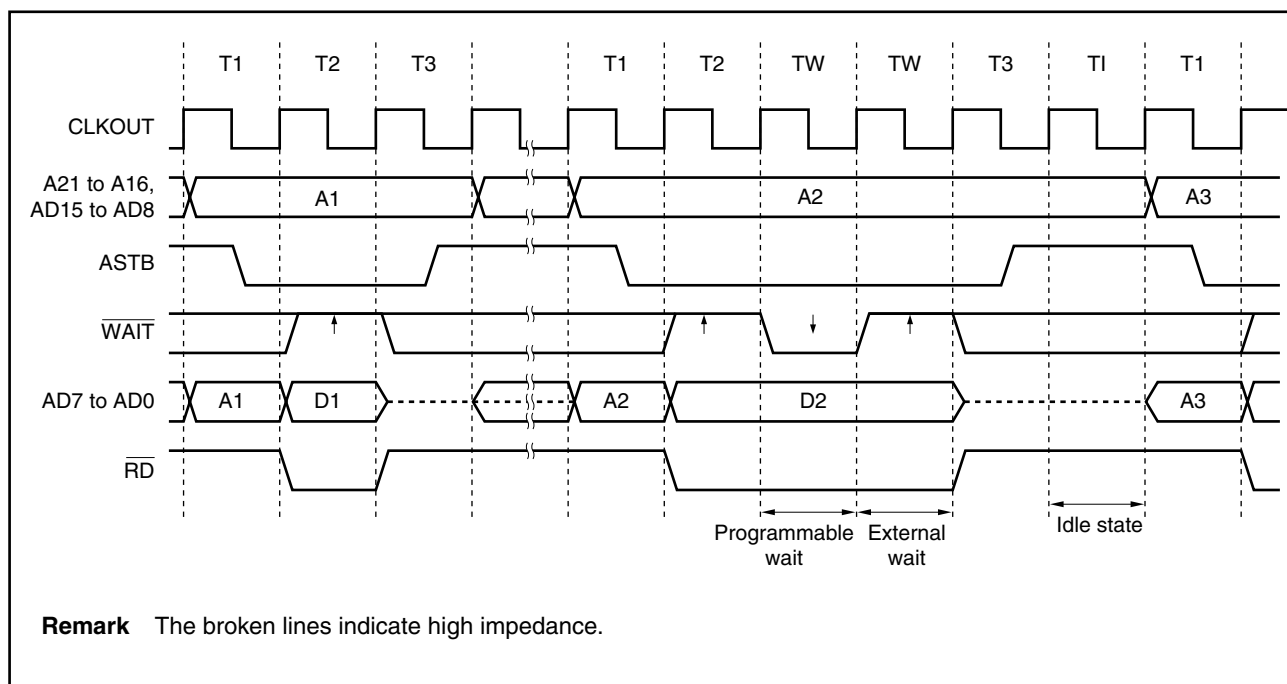 T1 T2 T3 T1 T2 TW TW T3 TI T1
CLKOUT
A21 to A16,
AD15 to AD8
A1 A2 A3
ASTB
WAIT
AD7 to AD0 A1 D1 A2 D2 A3
RD
Programmable
wait
External
wait
Idle state
Remark The broken lines indicate high impedance.